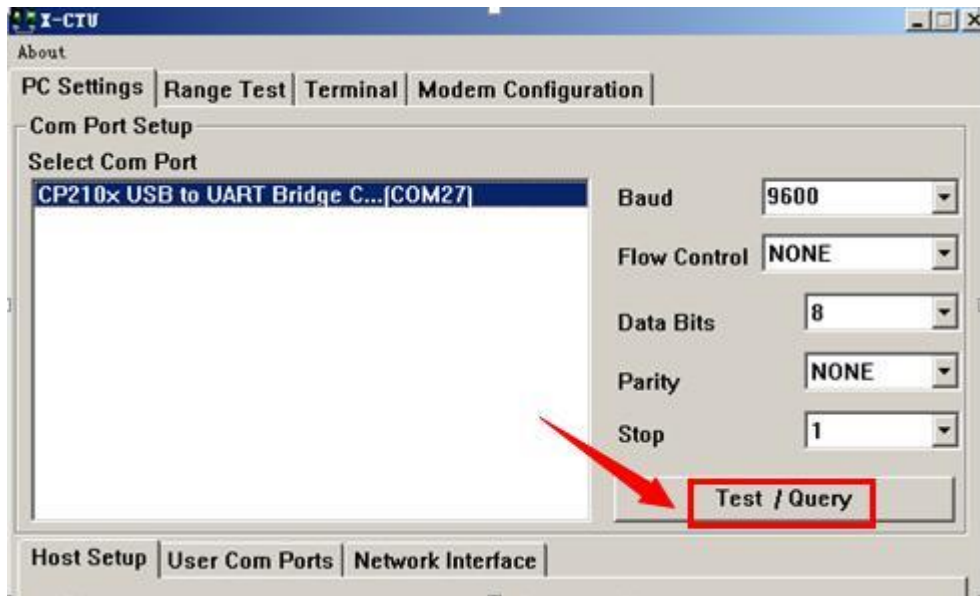 X-CTU
About
PC Settings Range Test Terminal Modem Configuration
Com Port Setup
Select Com Port
CP210x USB to UART Bridge C...(COM27)
Baud 9600
Flow Control NONE
Data Bits 8
Parity NONE
Stop 1
Test / Query
Host Setup User Com Ports Network Interface